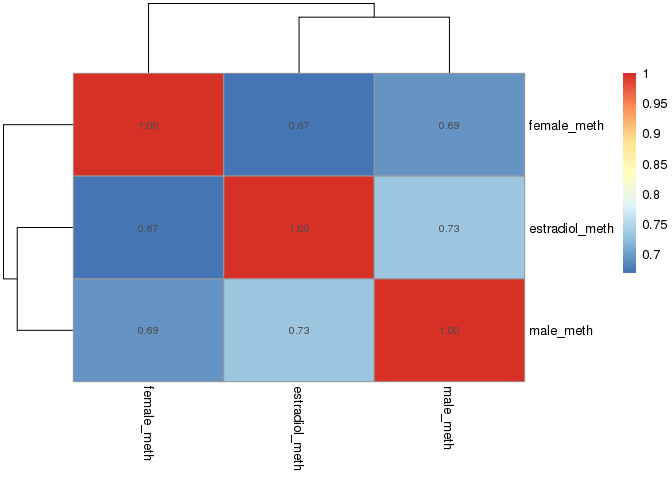 1
0.95
0.9
0.85
0.8
0.75
0.7
1.00 0.67 0.69 female_meth
0.67 1.00 0.73 estradiol_meth
0.69 0.73 1.00 male_meth
female_meth
estradiol_meth
male_meth